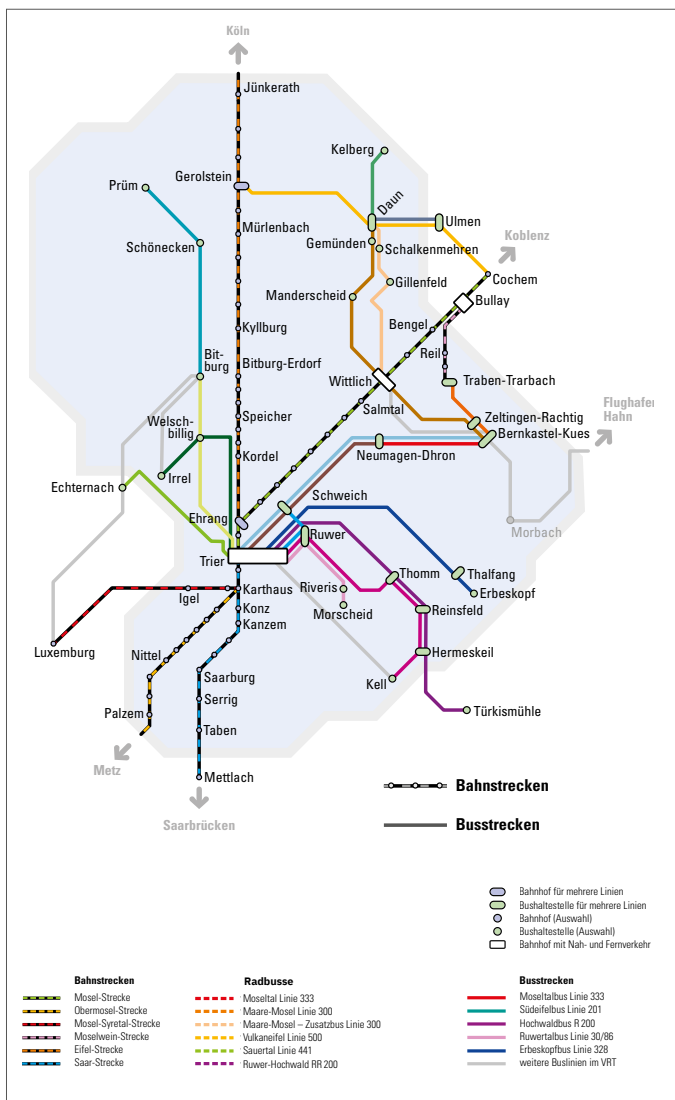 Köln
Jünkerath
Kelberg
Gerolstein
Prüm
Daun
Ulmen
Mürlenbach
Gemünden
Schalkenmehren
Koblenz
Schönecken
Cochem
Gillenfeld
Manderscheid
Bullay
Bengel
Kyllburg
Reil
Bit-
burg
Bitburg-Erdorf
Wittlich
Traben-Trarbach
Flughafen
Hahn
Salmtal
Speicher
Welsch-
billig
Zeltingen-Rachtig
Bernkastel-Kues
Kordel
Neumagen-Dhron
Irrel
Echternach
Schweich
Ehrang
Morbach
Ruwer
Trier
Thomm
Thalfang
Riveris
Karthaus
Igel
Erbeskopf
Morscheid
Reinsfeld
Konz
Kanzem
Luxemburg
Nittel
Hermeskeil
Saarburg
Kell
Serrig
Türkismühle
Palzem
Taben
Metz
Mettlach
Bahnstrecken
Saarbrücken
Busstrecken
Bahnhof für mehrere Linien
Bushaltestelle für mehrere Linien
Bahnhof (Auswahl)
Bushaltestelle (Auswahl)
Bahnhof mit Nah- und Fernverkehr
Bahnstrecken
Mosel-Strecke
Obermosel-Strecke
Mosel-Syretal-Strecke
Moselwein-Strecke
Eifel-Strecke
Saar-Strecke
Radbusse
Moseltal Linie 333
Maare-Mosel Linie 300
Maare-Mosel – Zusatzbus Linie 300
Vulkaneifel Linie 500
Sauertal Linie 441
Ruwer-Hochwald RR 200
Busstrecken
Moseltalbus Linie 333
Südeifelbus Linie 201
Hochwaldbus R 200
Ruwertalbus Linie 30/86
Erbeskopfbus Linie 328
weitere Buslinien im VRT